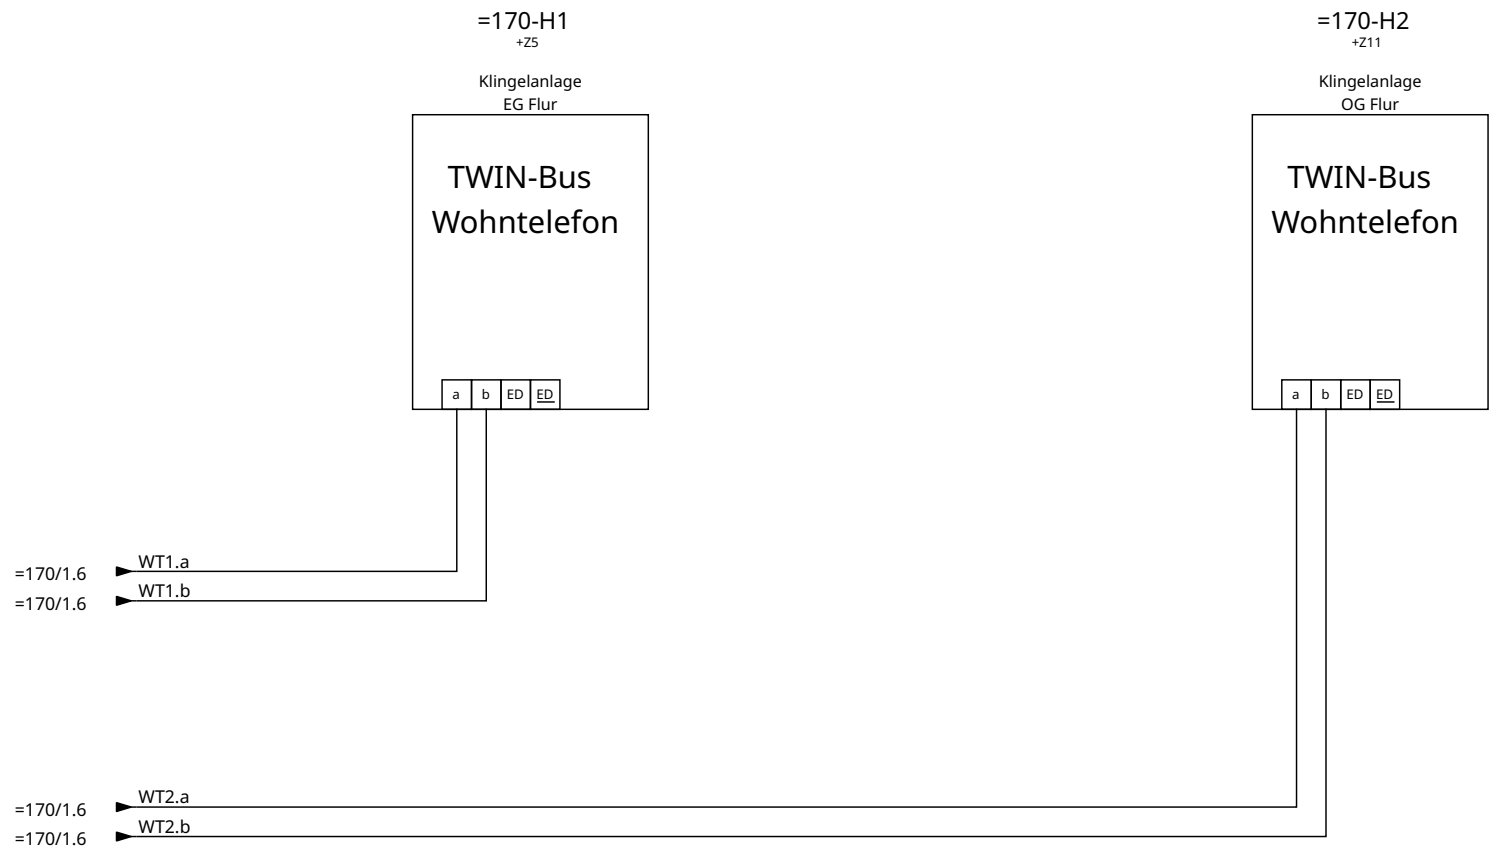 =170-H1
+Z5
Klingelanlage
EG Flur
TWIN-Bus
Wohntelefon
a b ED ED
=170-H2
+Z11
Klingelanlage
OG Flur
TWIN-Bus
Wohntelefon
a b ED ED
=170/1.6 WT1.a
=170/1.6 WT1.b
=170/1.6 WT2.a
=170/1.6 WT2.b